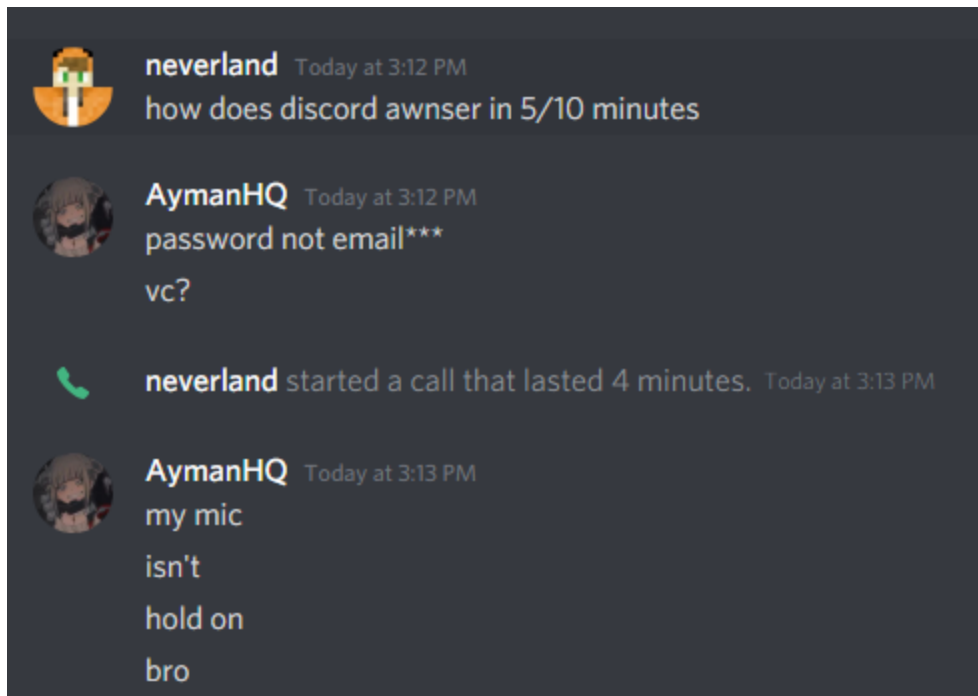 neverland Today at 3:12 PM
how does discord awnser in 5/10 minutes
AymanHQ Today at 3:12 PM
password not email***
vc?
neverland started a call that lasted 4 minutes. Today at 3:13 PM
AymanHQ Today at 3:13 PM
my mic
isn't
hold on
bro